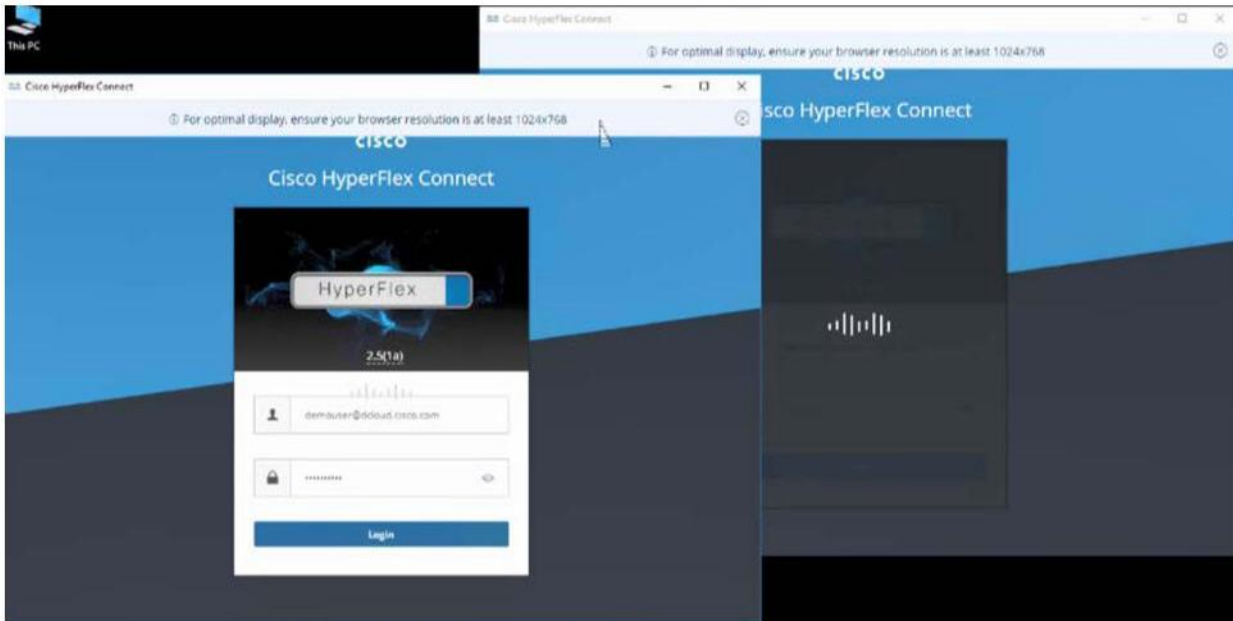 This PC
Cisco HyperFlex Connect
ⓘ For optimal display, ensure your browser resolution is at least 1024x768
CISCO
isco HyperFlex Connect
Cisco HyperFlex Connect
ⓘ For optimal display, ensure your browser resolution is at least 1024x768
CISCO
Cisco HyperFlex Connect
HyperFlex
2.5(1a)
demouser@dcloud.cisco.com
Login